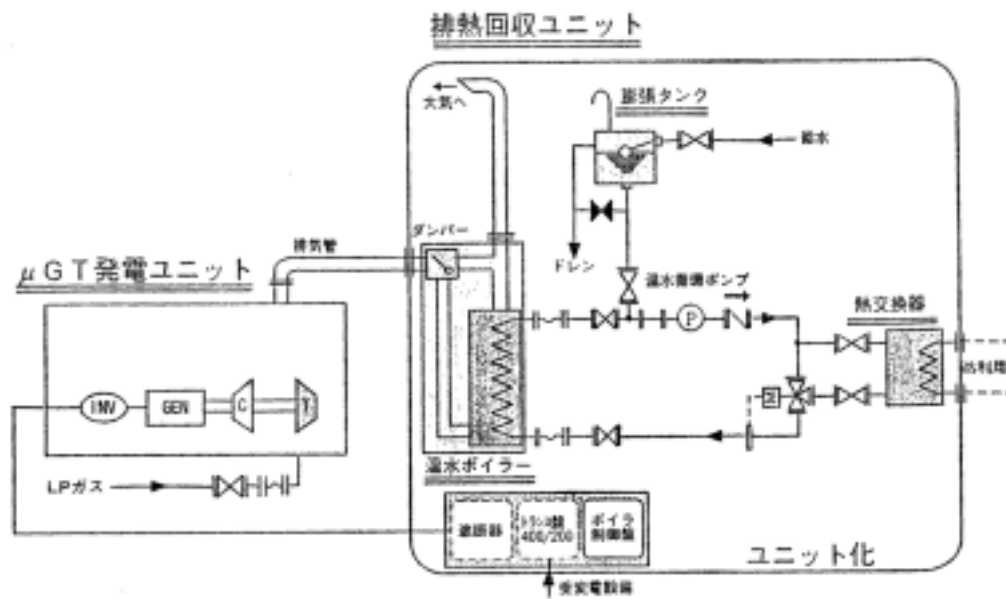 排熱回収ユニット
大気へ
膨張タンク
給水
ダンパー
排気管
ドレン
温水循環ポンプ
μGT発電ユニット
熱交換器
P
熱利用
INV
GEN
C
T
M
LPガス
温水ボイラー
遮断器
トランス盤
400/200
ボイラ
制御盤
ユニット化
受変電設備